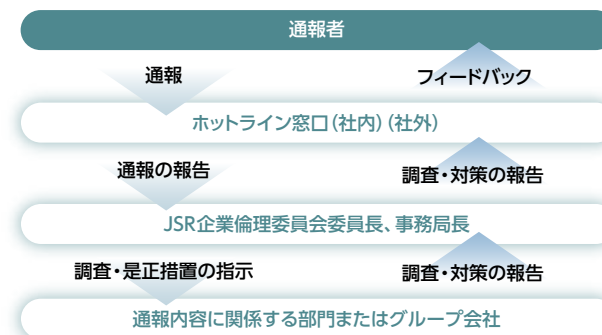 通報者
通報
フィードバック
ホットライン窓口(社内)(社外)
通報の報告
調査・対策の報告
JSR企業倫理委員会委員長、事務局長
調査・是正措置の指示
調査・対策の報告
通報内容に関係する部門またはグループ会社